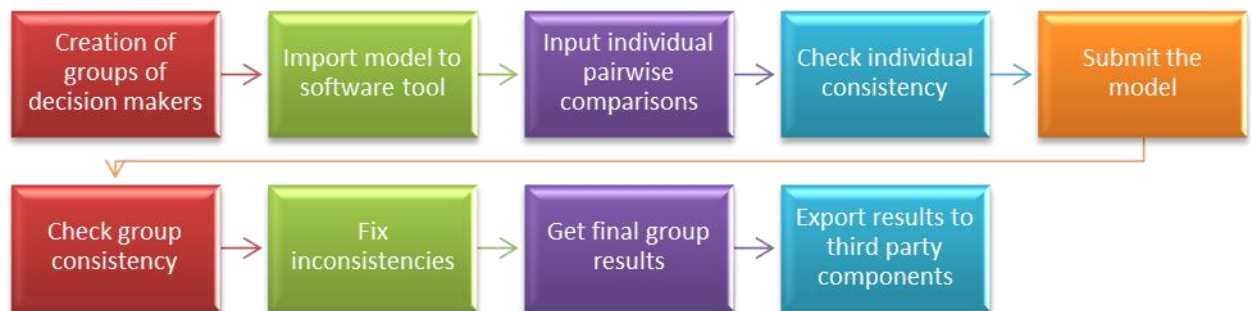 Creation of
groups of
decision makers
Import model to
software tool
Input individual
pairwise
comparisons
Check individual
consistency
Submit the
model
Check group
consistency
Fix
inconsistencies
Get final group
results
Export results to
third party
components